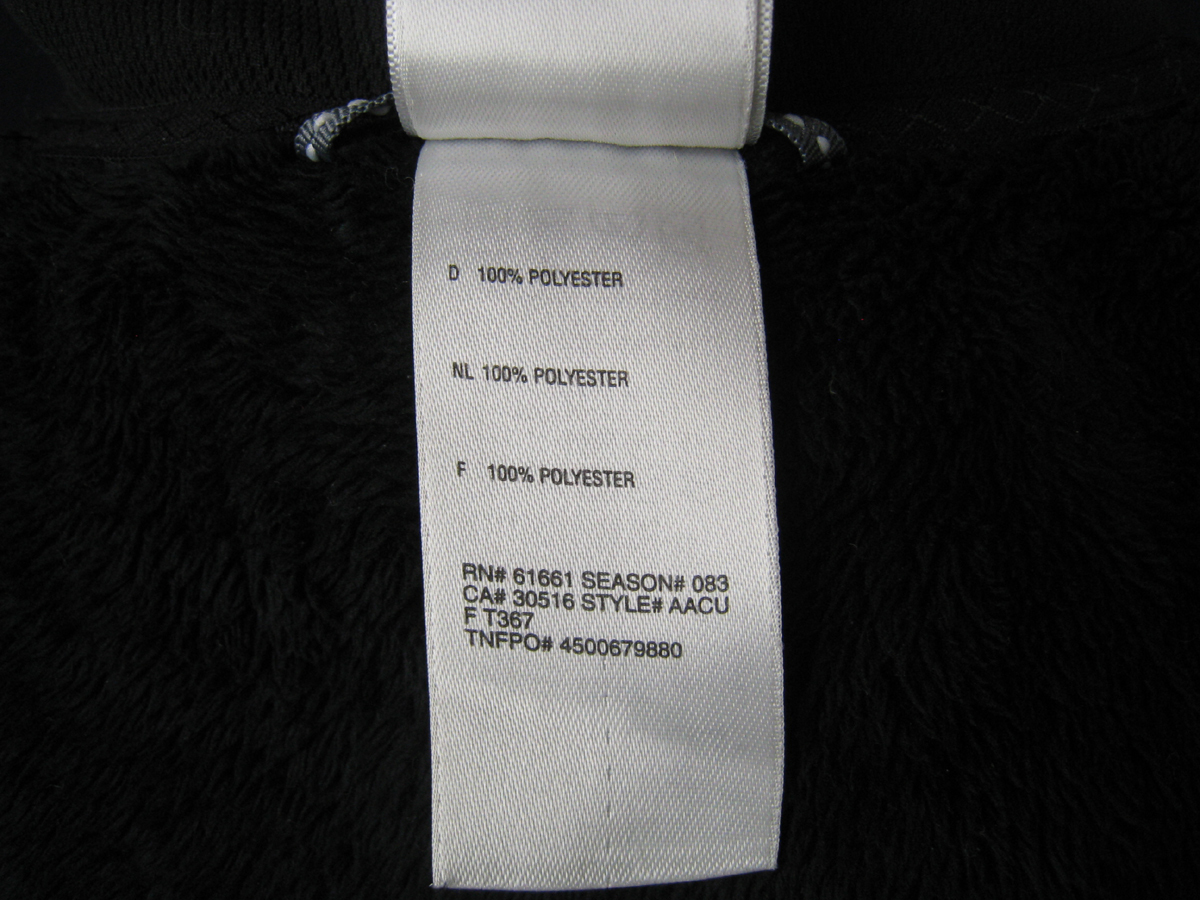 D 100% POLYESTER
NL 100% POLYESTER
F 100% POLYESTER
RN# 61661 SEASON# 083
CA# 30516 STYLE# AACU
F T367
TNFPO# 4500679880